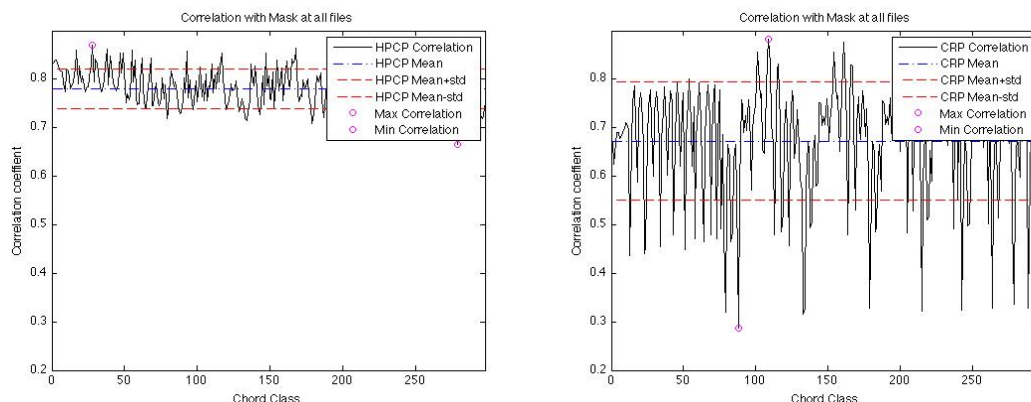 Correlation with Mask at all files
HPCP Correlation
HPCP Mean
HPCP Mean+std
HPCP Mean-std
Max Correlation
Min Correlation
0.8
0.7
0.6
0.5
0.4
0.3
0.2
Correlation coeffient
0 50 100 150 200 250
Chord Class
Correlation with Mask at all files
CRP Correlation
CRP Mean
CRP Mean+std
CRP Mean-std
Max Correlation
Min Correlation
0.8
0.7
0.6
0.5
0.4
0.3
0.2
Correlation coeffient
0 50 100 150 200 250
Chord Class